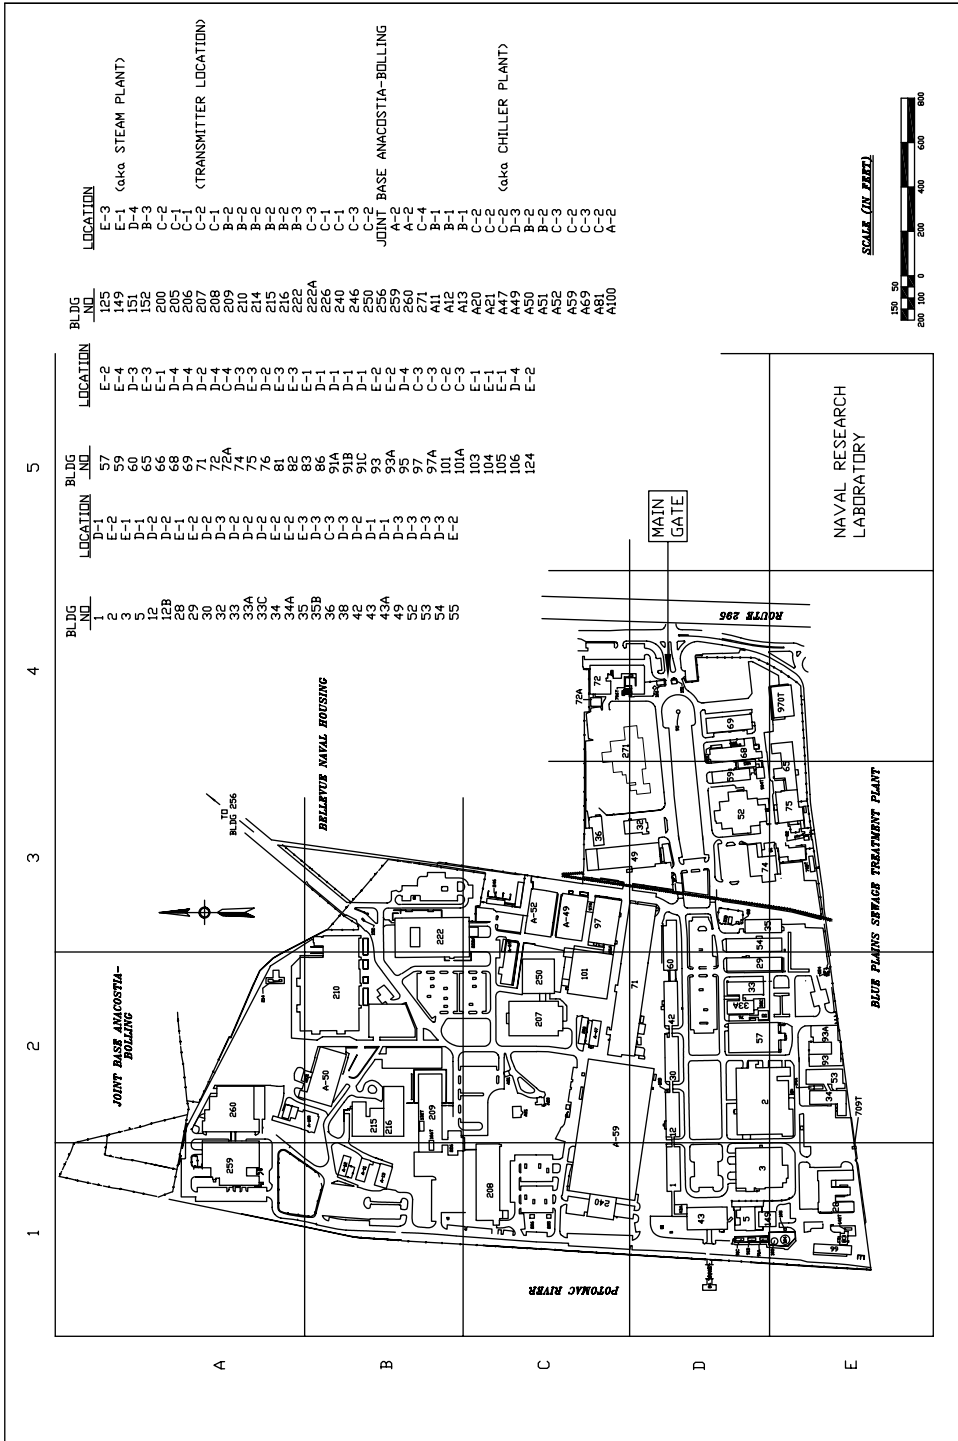 1
2
3
4
5
A
B
C
D
E
BLDG NO LOCATION
1 D-1
2 E-2
3 E-1
5 D-1
12 D-2
12B D-2
28 E-1
29 E-2
30 D-2
32 D-3
33 D-2
33A D-2
33C D-2
34 E-2
34A E-2
35 E-3
35B D-3
36 C-3
38 D-3
42 D-2
43 D-1
43A D-1
49 D-3
52 D-3
53 D-3
54 D-3
55 E-2
BLDG NO LOCATION
57 E-2
59 E-4
60 D-3
65 E-3
66 E-1
68 D-4
69 D-4
71 D-2
72 D-4
72A C-4
74 D-3
75 E-3
76 D-2
81 E-3
82 E-3
83 E-1
86 D-1
91A D-1
91B D-1
91C D-1
93 E-2
93A E-2
95 D-4
97 C-3
97A C-3
101 C-2
101A C-3
103 E-1
104 E-1
105 E-1
106 D-4
124 E-2
BLDG NO LOCATION
125 E-3
149 E-1 (aka STEAM PLANT)
151 D-4
152 B-3
200 C-2
205 C-1
206 C-1
207 C-2 (TRANSMITTER LOCATION)
208 C-1
209 B-2
210 B-2
214 B-2
215 B-2
216 B-2
222 B-3
222A C-3
226 C-1
240 C-1
246 C-3
250 C-2
256 JOINT BASE ANACOSTIA-BOLLING
259 A-2
260 A-2
271 C-4
A11 B-1
A12 B-1
A13 B-1
A20 C-2
A21 C-2
A47 C-2 (aka CHILLER PLANT)
A49 D-3
A50 B-2
A51 B-2
A52 C-3
A59 C-2
A69 C-3
A81 C-2
A100 A-2
JOINT BASE ANACOSTIA-
BOLLING
TO
BLDG 256
BELLEVUE NAVAL HOUSING
259
260
210
A-50
215
216
209
222
208
207
250
A-52
A-49
97
101
A-59
240
71
36
32
49
271
72A
72
MAIN
GATE
ROUTE 295
1
12
30
42
60
43
5
149
3
2
57
33A
33
29
54
35
74
52
59
68
69
75
65
970T
66
28
34
53
93
93A
709T
POTOMAC RIVER
BLUE PLAINS SEWAGE TREATMENT PLANT
NAVAL RESEARCH
LABORATORY
SCALE (IN FEET)
150 50
200 100 0 200 400 600 800